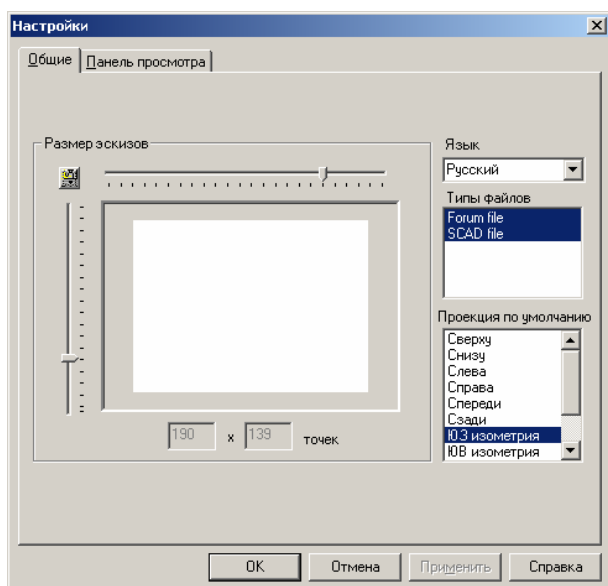 Настройки
Общие Панель просмотра
Размер эскизов
190 x 139 точек
Язык
Русский
Типы файлов
Forum file
SCAD file
Проекция по умолчанию
Сверху
Снизу
Слева
Справа
Спереди
Сзади
ЮЗ изометрия
ЮВ изометрия
OK Отмена Применить Справка